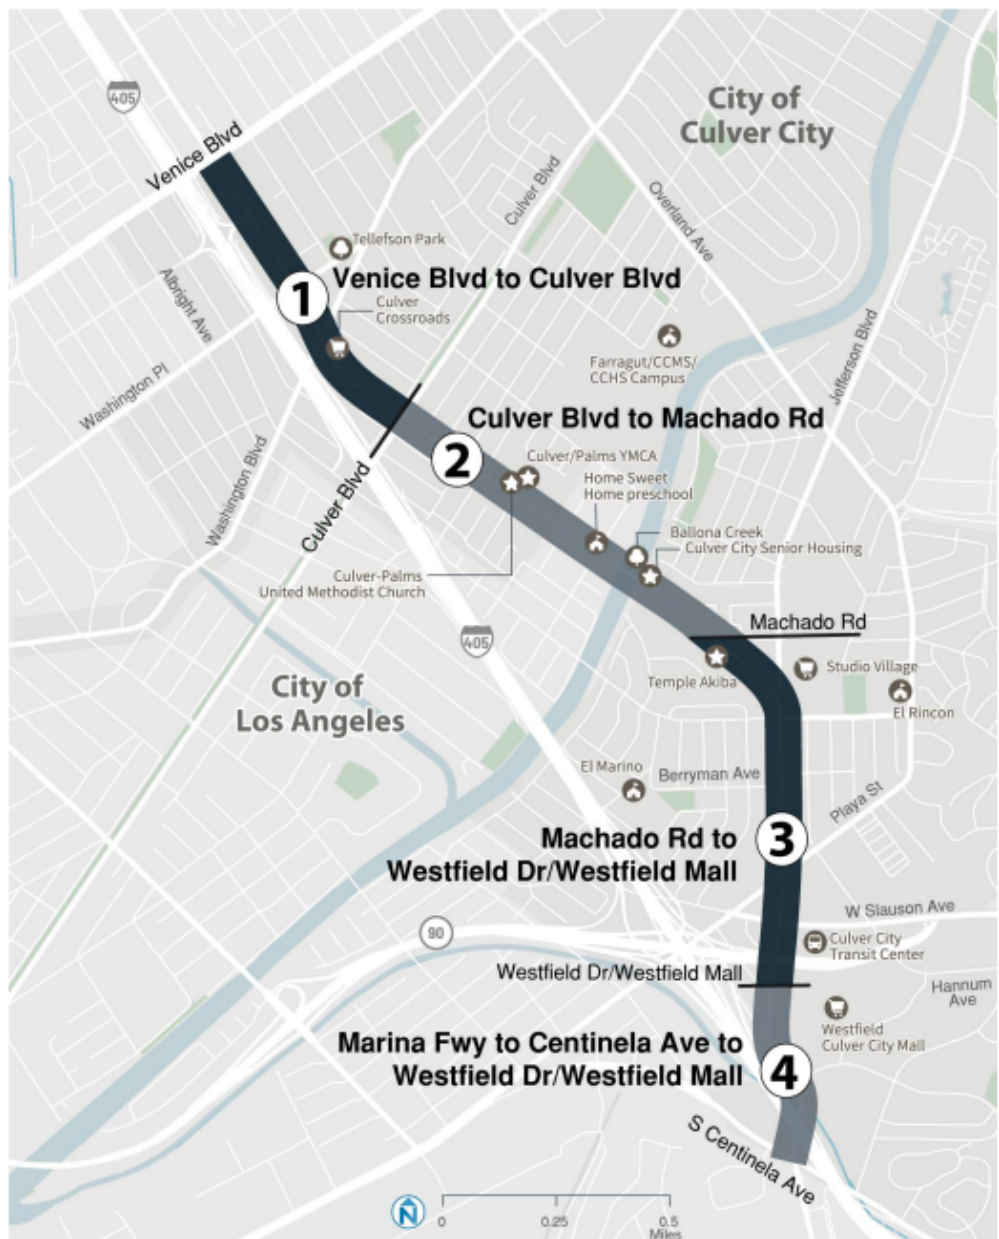 405
City of
Culver City
Venice Blvd
Culver Blvd
Overland Ave
Tellefson Park
Albright Ave
1
Venice Blvd to Culver Blvd
Culver
Crossroads
Jefferson Blvd
Farragut/CCMS/
CCHS Campus
Washington Pl
Culver Blvd to Machado Rd
2
Washington Blvd
Culver Blvd
Culver/Palms YMCA
Home Sweet
Home preschool
Ballona Creek
Culver City Senior Housing
Culver-Palms
United Methodist Church
405
Machado Rd
Studio Village
Temple Akiba
El Rincon
City of
Los Angeles
El Marino
Berryman Ave
Playa St
3
Machado Rd to
Westfield Dr/Westfield Mall
W Slauson Ave
90
Culver City
Transit Center
Westfield Dr/Westfield Mall
Hannum
Ave
Westfield
Culver City Mall
Marina Fwy to Centinela Ave to
Westfield Dr/Westfield Mall
4
S Centinela Ave
N
0
0.25
0.5
Miles